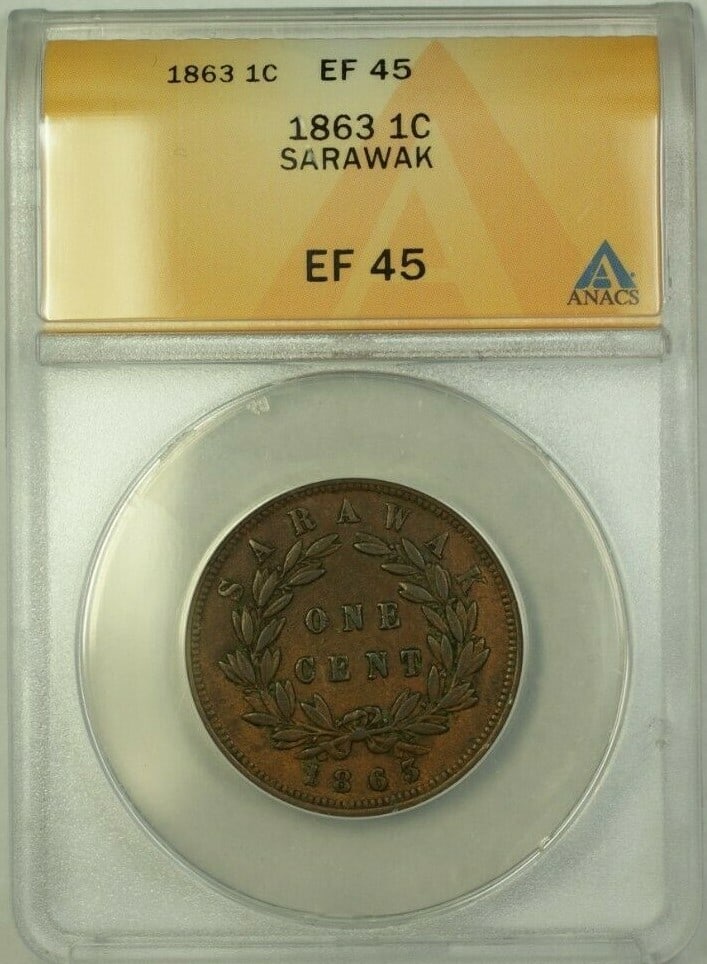 1863 1C EF 45
1863 1C
SARAWAK
EF 45
ANACS
SARAWAK
ONE
CENT
1863